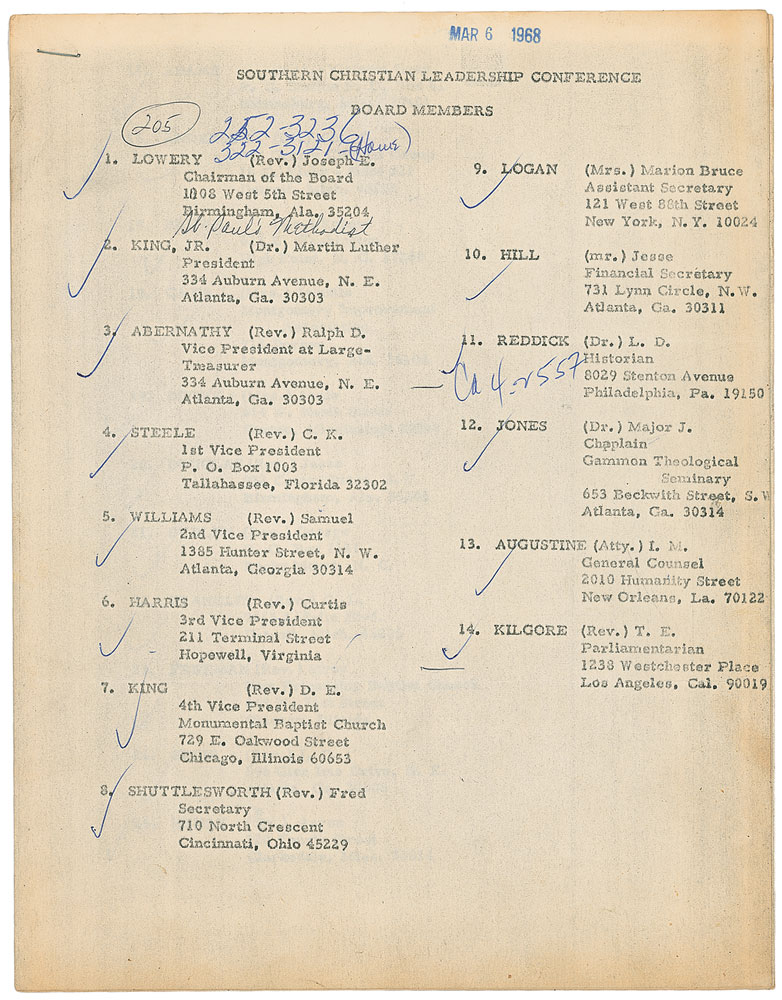 MAR 6 1968
SOUTHERN CHRISTIAN LEADERSHIP CONFERENCE
BOARD MEMBERS
205
252-3236
322-3121-(Home)
1. LOWERY (Rev.) Joseph E.
Chairman of the Board
1108 West 5th Street
Birmingham, Ala. 35204
St. Paul's Methodist
2. KING, JR. (Dr.) Martin Luther
President
334 Auburn Avenue, N. E.
Atlanta, Ga. 30303
3. ABERNATHY (Rev.) Ralph D.
Vice President at Large-
Treasurer
334 Auburn Avenue, N. E.
Atlanta, Ga. 30303
4. STEELE (Rev.) C. K.
1st Vice President
P. O. Box 1003
Tallahassee, Florida 32302
5. WILLIAMS (Rev.) Samuel
2nd Vice President
1385 Hunter Street, N. W.
Atlanta, Georgia 30314
6. HARRIS (Rev.) Curtis
3rd Vice President
211 Terminal Street
Hopewell, Virginia
7. KING (Rev.) D. E.
4th Vice President
Monumental Baptist Church
729 E. Oakwood Street
Chicago, Illinois 60653
8. SHUTTLESWORTH (Rev.) Fred
Secretary
710 North Crescent
Cincinnati, Ohio 45229
9. LOGAN (Mrs.) Marion Bruce
Assistant Secretary
121 West 88th Street
New York, N. Y. 10024
10. HILL (mr.) Jesse
Financial Secretary
731 Lynn Circle, N. W.
Atlanta, Ga. 30311
11. REDDICK (Dr.) L. D.
Historian
8029 Stenton Avenue
Philadelphia, Pa. 19150
Ca 4-2557
12. JONES (Dr.) Major J.
Chaplain
Gammon Theological
Seminary
653 Beckwith Street, S. W
Atlanta, Ga. 30314
13. AUGUSTINE (Atty.) I. M.
General Counsel
2010 Humanity Street
New Orleans, La. 70122
14. KILGORE (Rev.) T. E.
Parliamentarian
1238 Westchester Place
Los Angeles, Cal. 90019